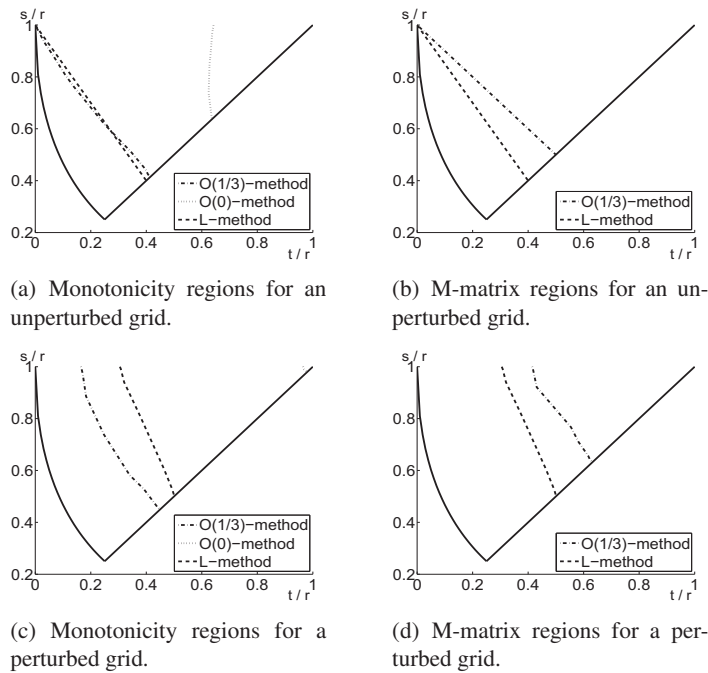 s / r
1
0.8
0.6
0.4
0.2
0 0.2 0.4 0.6 0.8 1
t / r
O(1/3)−method
O(0)−method
L−method
(a) Monotonicity regions for an
unperturbed grid.
s / r
1
0.8
0.6
0.4
0.2
0 0.2 0.4 0.6 0.8 1
t / r
O(1/3)−method
L−method
(b) M-matrix regions for an un-
perturbed grid.
s / r
1
0.8
0.6
0.4
0.2
0 0.2 0.4 0.6 0.8 1
t / r
O(1/3)−method
O(0)−method
L−method
(c) Monotonicity regions for a
perturbed grid.
s / r
1
0.8
0.6
0.4
0.2
0 0.2 0.4 0.6 0.8 1
t / r
O(1/3)−method
L−method
(d) M-matrix regions for a per-
turbed grid.